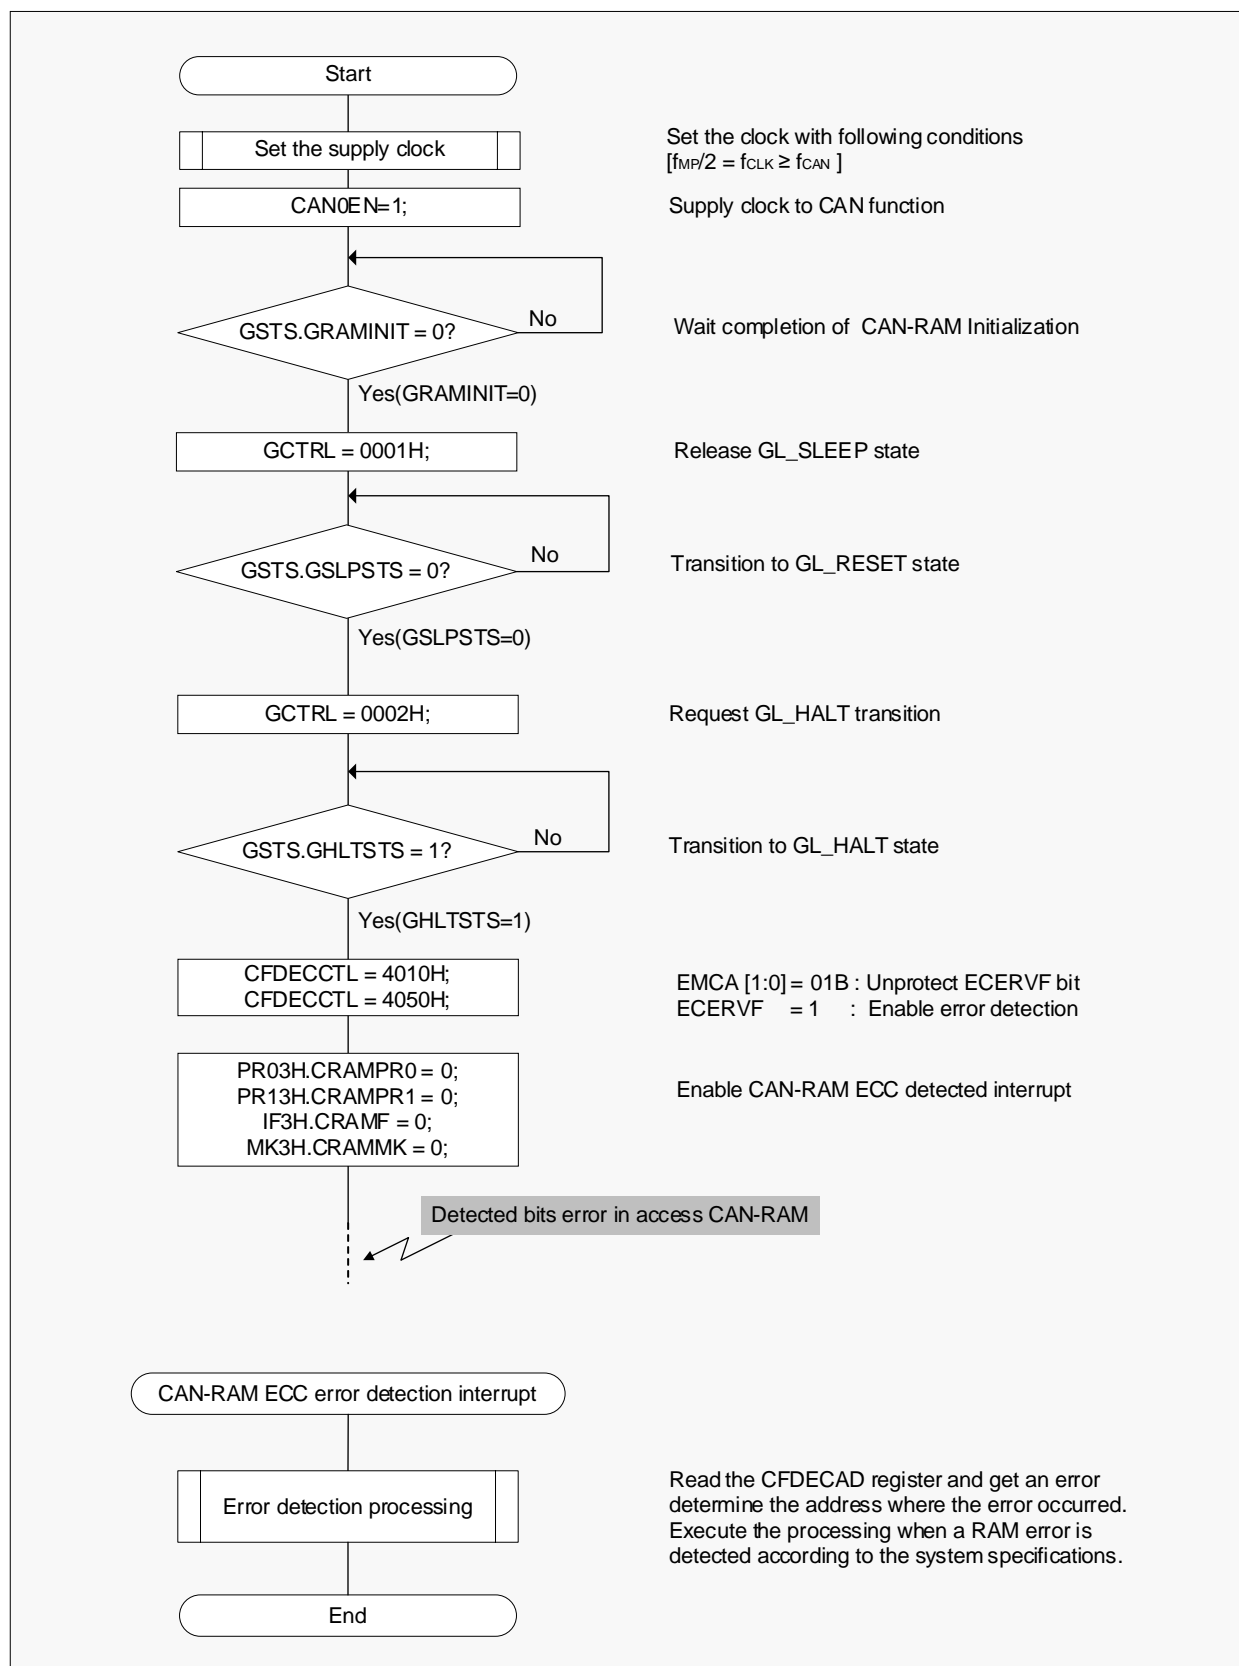 Start
Set the supply clock
Set the clock with following conditions
[fMP/2 = fCLK ≥ fCAN ]
CAN0EN=1;
Supply clock to CAN function
GSTS.GRAMINIT = 0?
No
Wait completion of CAN-RAM Initialization
Yes(GRAMINIT=0)
GCTRL = 0001H;
Release GL_SLEEP state
GSTS.GSLPSTS = 0?
No
Transition to GL_RESET state
Yes(GSLPSTS=0)
GCTRL = 0002H;
Request GL_HALT transition
GSTS.GHLTSTS = 1?
No
Transition to GL_HALT state
Yes(GHLTSTS=1)
CFDECCTL = 4010H;
CFDECCTL = 4050H;
EMCA [1:0] = 01B : Unprotect ECERVF bit
ECERVF = 1 : Enable error detection
PR03H.CRAMPR0 = 0;
PR13H.CRAMPR1 = 0;
IF3H.CRAMF = 0;
MK3H.CRAMMK = 0;
Enable CAN-RAM ECC detected interrupt
Detected bits error in access CAN-RAM
CAN-RAM ECC error detection interrupt
Error detection processing
Read the CFDECAD register and get an error
determine the address where the error occurred.
Execute the processing when a RAM error is
detected according to the system specifications.
End